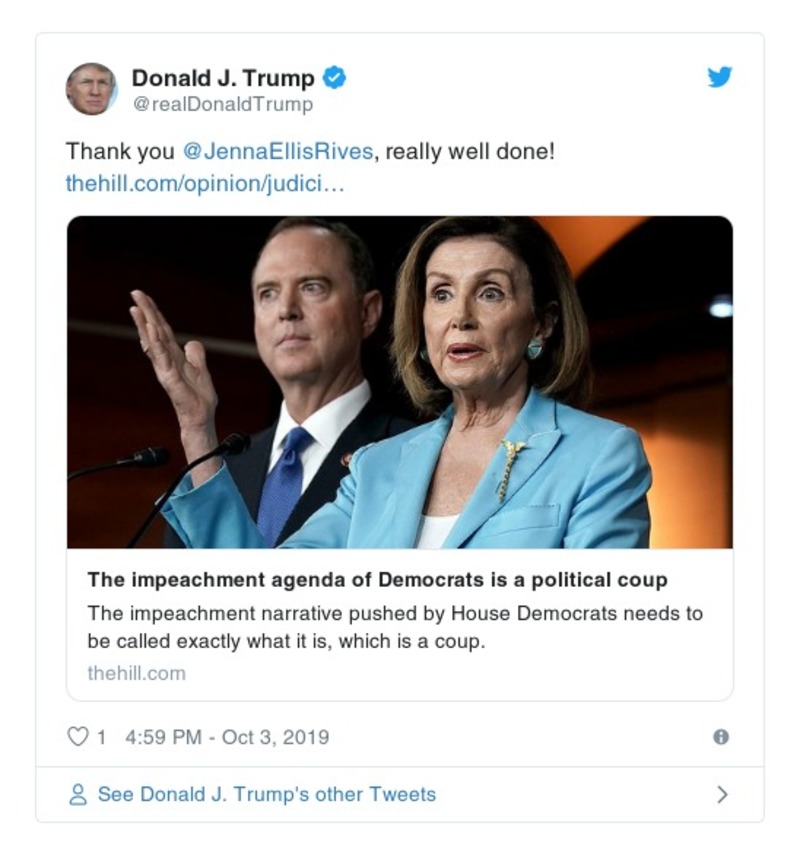 Donald J. Trump
@realDonaldTrump
Thank you @JennaEllisRives, really well done!
thehill.com/opinion/judici…
The impeachment agenda of Democrats is a political coup
The impeachment narrative pushed by House Democrats needs to
be called exactly what it is, which is a coup.
thehill.com
1 4:59 PM - Oct 3, 2019
See Donald J. Trump's other Tweets